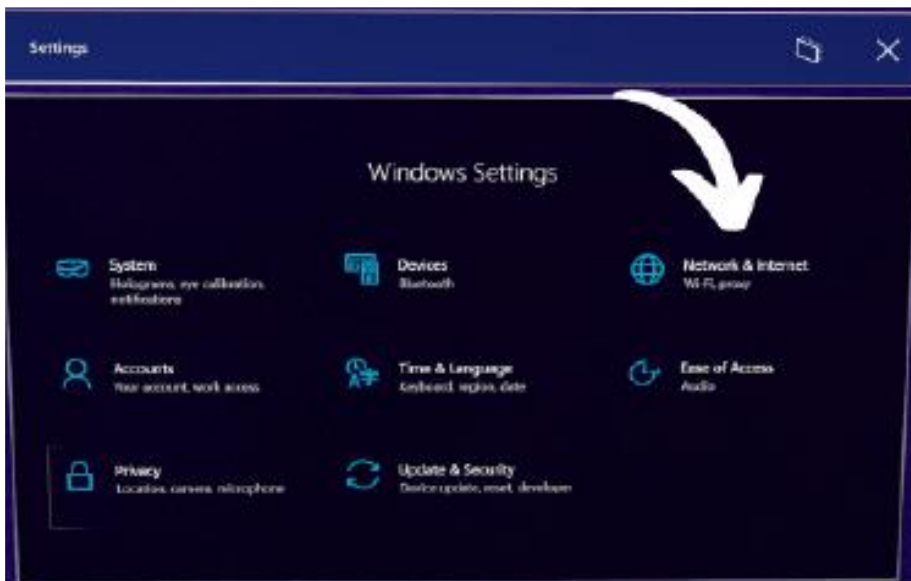 Settings
Windows Settings
System
Holograms, eye calibration,
notifications
Devices
Bluetooth
Network & Internet
Wi-Fi, proxy
Accounts
Your account, work access
Time & Language
Keyboard, region, date
Ease of Access
Audio
Privacy
Location, camera, microphone
Update & Security
Device update, reset, developer